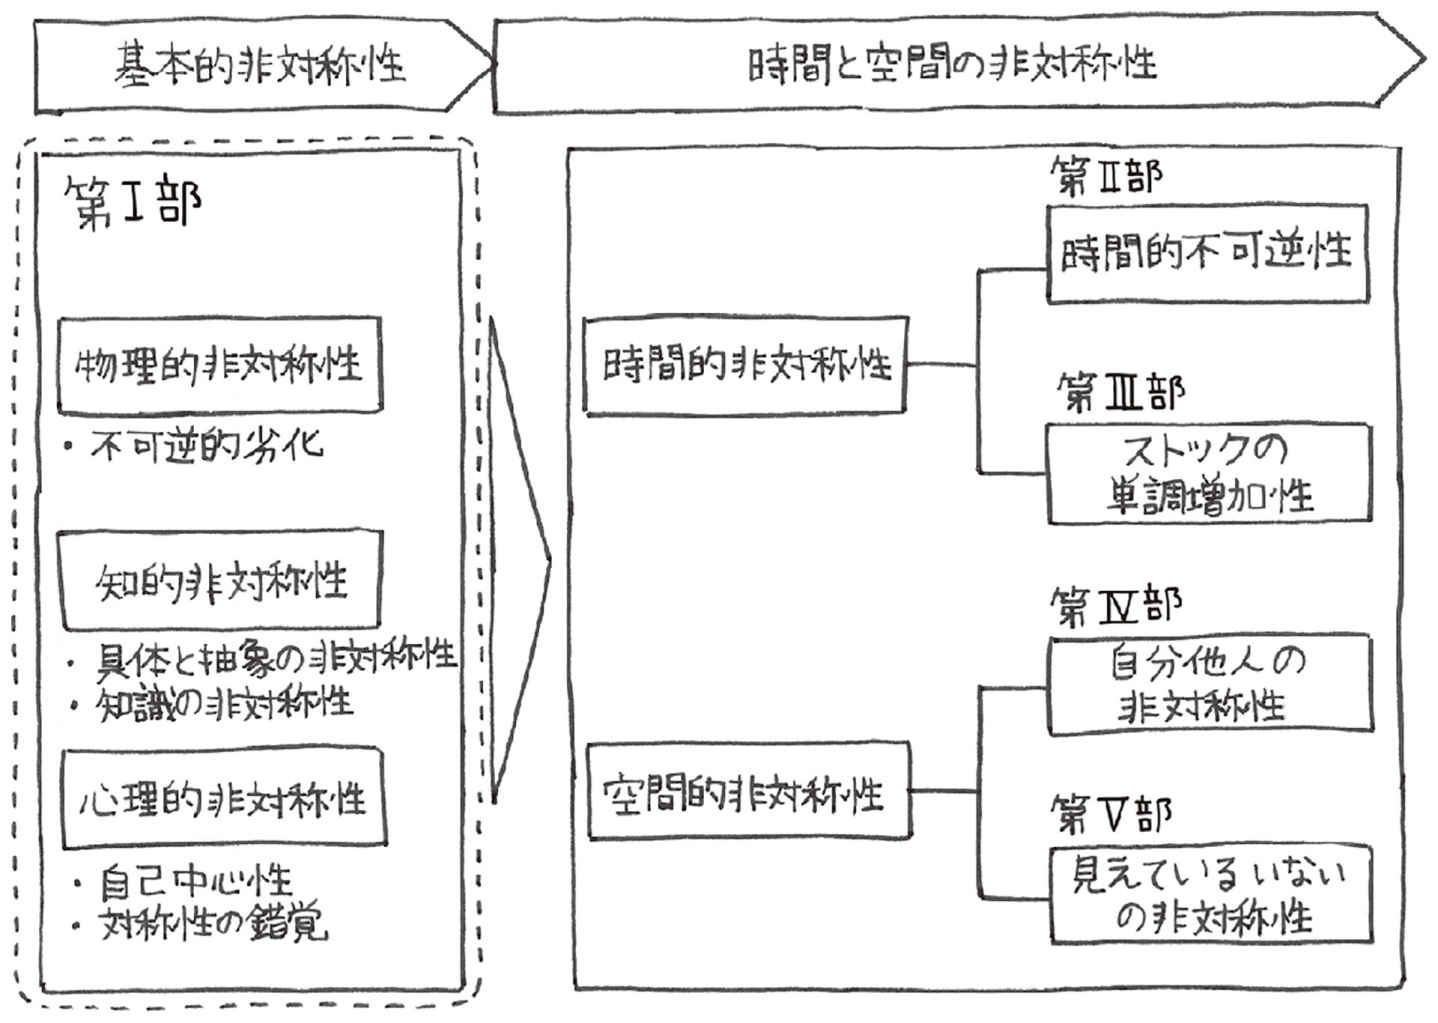 基本的非対称性
時間と空間の非対称性
第Ⅰ部
物理的非対称性
・不可逆的劣化
知的非対称性
・具体と抽象の非対称性
・知識の非対称性
心理的非対称性
・自己中心性
・対称性の錯覚
時間的非対称性
第Ⅱ部
時間的不可逆性
第Ⅲ部
ストックの
単調増加性
空間的非対称性
第Ⅳ部
自分他人の
非対称性
第Ⅴ部
見えているいない
の非対称性